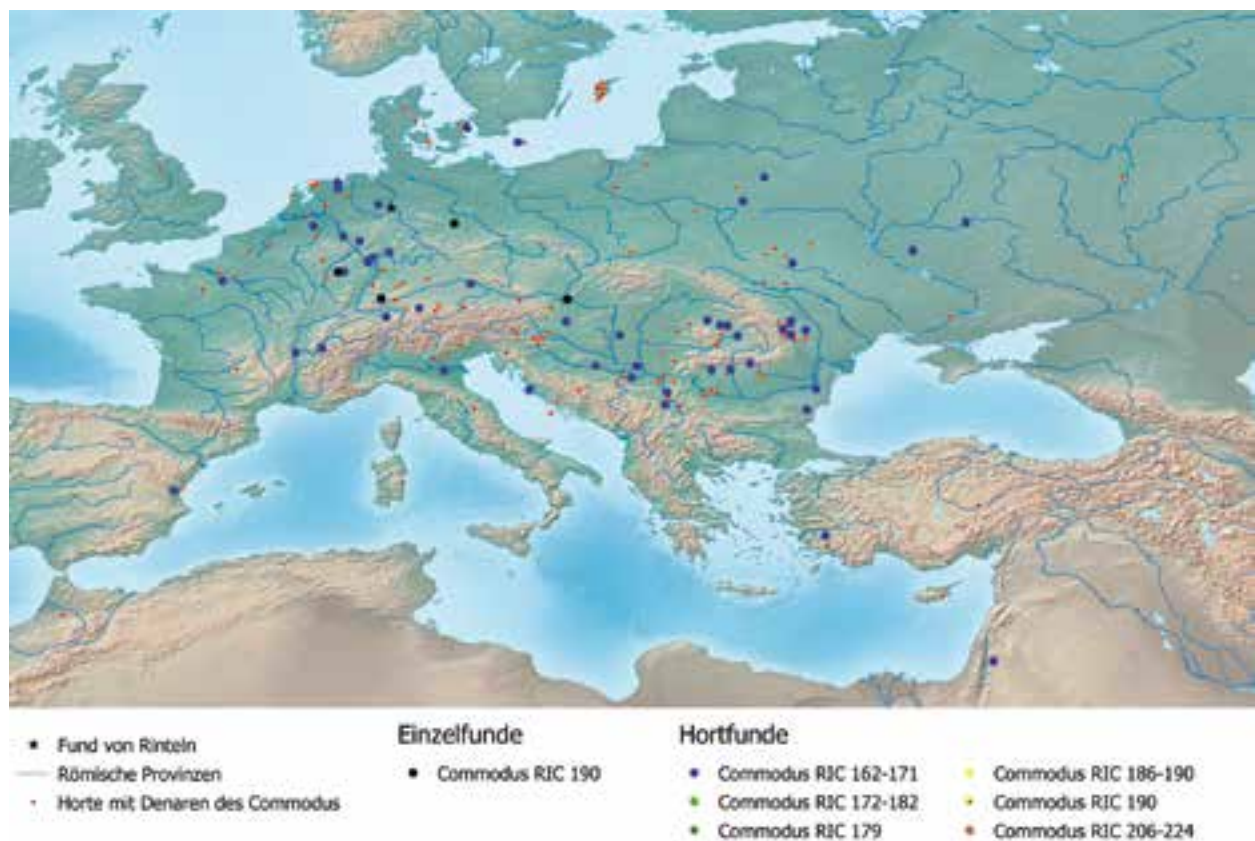 Fund von Rinteln
Römische Provinzen
Horte mit Denaren des Commodus
Einzelfunde
Commodus RIC 190
Hortfunde
Commodus RIC 162-171
Commodus RIC 172-182
Commodus RIC 179
Commodus RIC 186-190
Commodus RIC 190
Commodus RIC 206-224